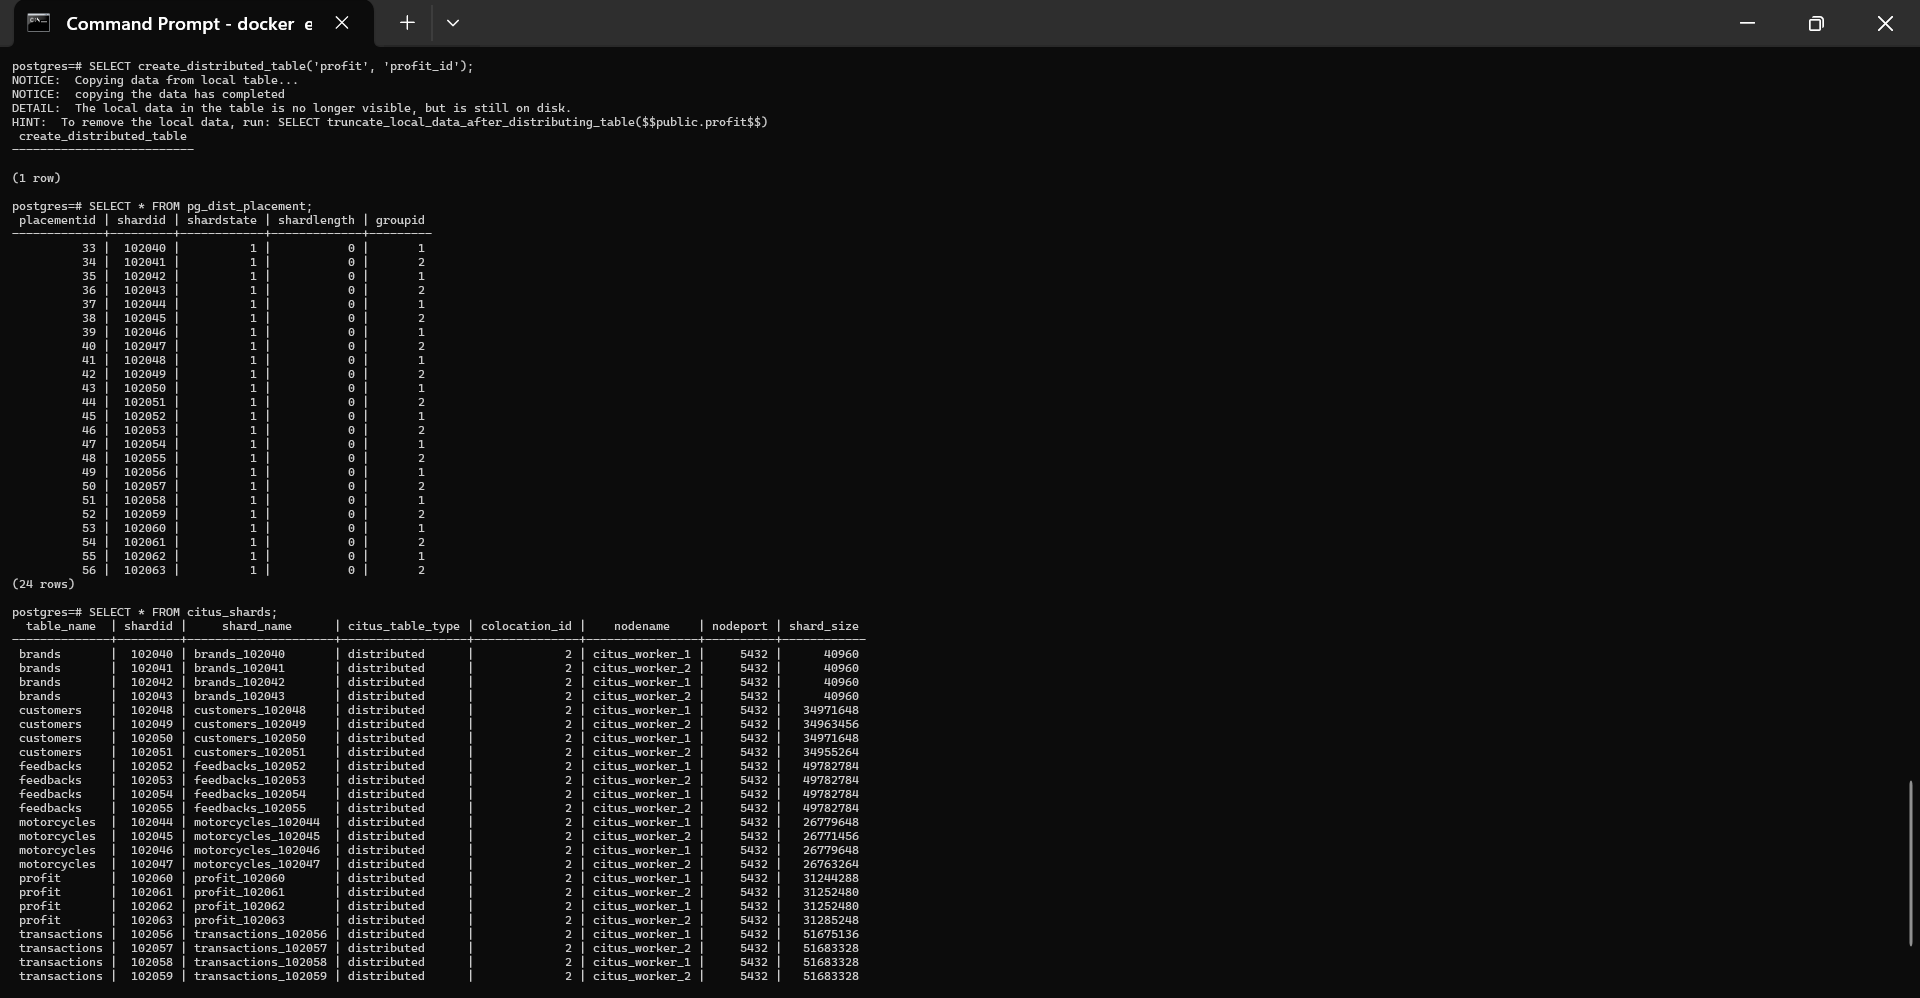 Command Prompt - docker e
postgres=# SELECT create_distributed_table('profit', 'profit_id');
NOTICE:  Copying data from local table...
NOTICE:  copying the data has completed
DETAIL:  The local data in the table is no longer visible, but is still on disk.
HINT:  To remove the local data, run: SELECT truncate_local_data_after_distributing_table($$public.profit$$)
 create_distributed_table
--------------------------
(1 row)
postgres=# SELECT * FROM pg_dist_placement;
 placementid | shardid | shardstate | shardlength | groupid
-------------+---------+------------+-------------+---------
          33 |  102040 |          1 |           0 |       1
          34 |  102041 |          1 |           0 |       2
          35 |  102042 |          1 |           0 |       1
          36 |  102043 |          1 |           0 |       2
          37 |  102044 |          1 |           0 |       1
          38 |  102045 |          1 |           0 |       2
          39 |  102046 |          1 |           0 |       1
          40 |  102047 |          1 |           0 |       2
          41 |  102048 |          1 |           0 |       1
          42 |  102049 |          1 |           0 |       2
          43 |  102050 |          1 |           0 |       1
          44 |  102051 |          1 |           0 |       2
          45 |  102052 |          1 |           0 |       1
          46 |  102053 |          1 |           0 |       2
          47 |  102054 |          1 |           0 |       1
          48 |  102055 |          1 |           0 |       2
          49 |  102056 |          1 |           0 |       1
          50 |  102057 |          1 |           0 |       2
          51 |  102058 |          1 |           0 |       1
          52 |  102059 |          1 |           0 |       2
          53 |  102060 |          1 |           0 |       1
          54 |  102061 |          1 |           0 |       2
          55 |  102062 |          1 |           0 |       1
          56 |  102063 |          1 |           0 |       2
(24 rows)
postgres=# SELECT * FROM citus_shards;
  table_name  | shardid |     shard_name      | citus_table_type | colocation_id |    nodename    | nodeport | shard_size
--------------+---------+---------------------+------------------+---------------+----------------+----------+------------
 brands       |  102040 | brands_102040       | distributed      |             2 | citus_worker_1 |     5432 |      40960
 brands       |  102041 | brands_102041       | distributed      |             2 | citus_worker_2 |     5432 |      40960
 brands       |  102042 | brands_102042       | distributed      |             2 | citus_worker_1 |     5432 |      40960
 brands       |  102043 | brands_102043       | distributed      |             2 | citus_worker_2 |     5432 |      40960
 customers    |  102048 | customers_102048    | distributed      |             2 | citus_worker_1 |     5432 |   34971648
 customers    |  102049 | customers_102049    | distributed      |             2 | citus_worker_2 |     5432 |   34963456
 customers    |  102050 | customers_102050    | distributed      |             2 | citus_worker_1 |     5432 |   34971648
 customers    |  102051 | customers_102051    | distributed      |             2 | citus_worker_2 |     5432 |   34955264
 feedbacks    |  102052 | feedbacks_102052    | distributed      |             2 | citus_worker_1 |     5432 |   49782784
 feedbacks    |  102053 | feedbacks_102053    | distributed      |             2 | citus_worker_2 |     5432 |   49782784
 feedbacks    |  102054 | feedbacks_102054    | distributed      |             2 | citus_worker_1 |     5432 |   49782784
 feedbacks    |  102055 | feedbacks_102055    | distributed      |             2 | citus_worker_2 |     5432 |   49782784
 motorcycles  |  102044 | motorcycles_102044  | distributed      |             2 | citus_worker_1 |     5432 |   26779648
 motorcycles  |  102045 | motorcycles_102045  | distributed      |             2 | citus_worker_2 |     5432 |   26771456
 motorcycles  |  102046 | motorcycles_102046  | distributed      |             2 | citus_worker_1 |     5432 |   26779648
 motorcycles  |  102047 | motorcycles_102047  | distributed      |             2 | citus_worker_2 |     5432 |   26763264
 profit       |  102060 | profit_102060       | distributed      |             2 | citus_worker_1 |     5432 |   31244288
 profit       |  102061 | profit_102061       | distributed      |             2 | citus_worker_2 |     5432 |   31252480
 profit       |  102062 | profit_102062       | distributed      |             2 | citus_worker_1 |     5432 |   31252480
 profit       |  102063 | profit_102063       | distributed      |             2 | citus_worker_2 |     5432 |   31285248
 transactions |  102056 | transactions_102056 | distributed      |             2 | citus_worker_1 |     5432 |   51675136
 transactions |  102057 | transactions_102057 | distributed      |             2 | citus_worker_2 |     5432 |   51683328
 transactions |  102058 | transactions_102058 | distributed      |             2 | citus_worker_1 |     5432 |   51683328
 transactions |  102059 | transactions_102059 | distributed      |             2 | citus_worker_2 |     5432 |   51683328